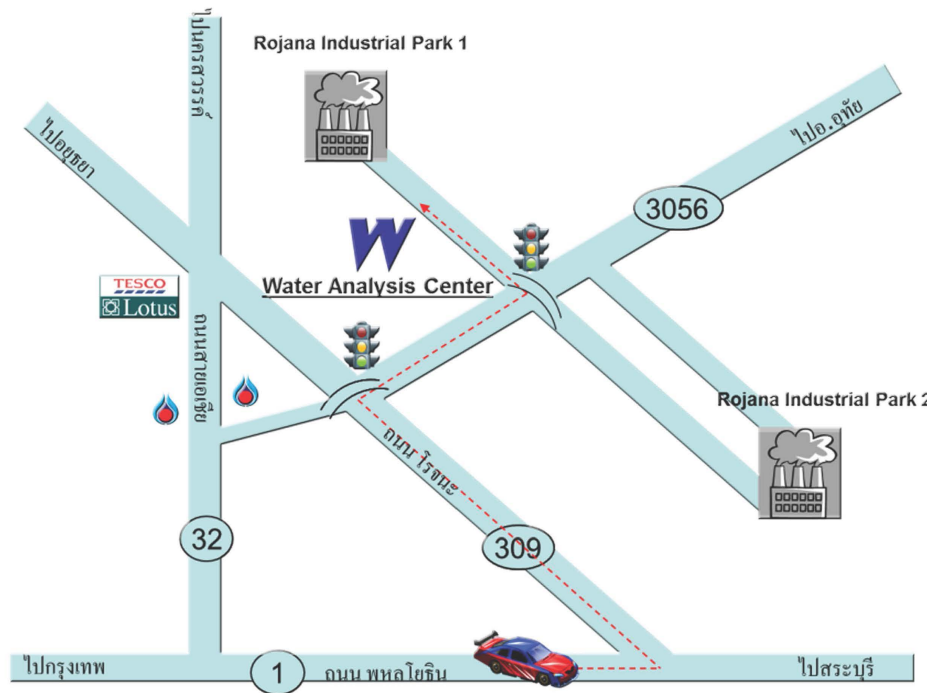 ไปนครสวรรค์
Rojana Industrial Park 1
ไปอยุธยา
ไปอ.อุทัย
3056
W
Water Analysis Center
TESCO
Lotus
ถนนสายเอเชีย
Rojana Industrial Park 2
ถนน โรจนะ
32
309
ไปกรุงเทพ
1
ถนน พหลโยธิน
ไปสระบุรี